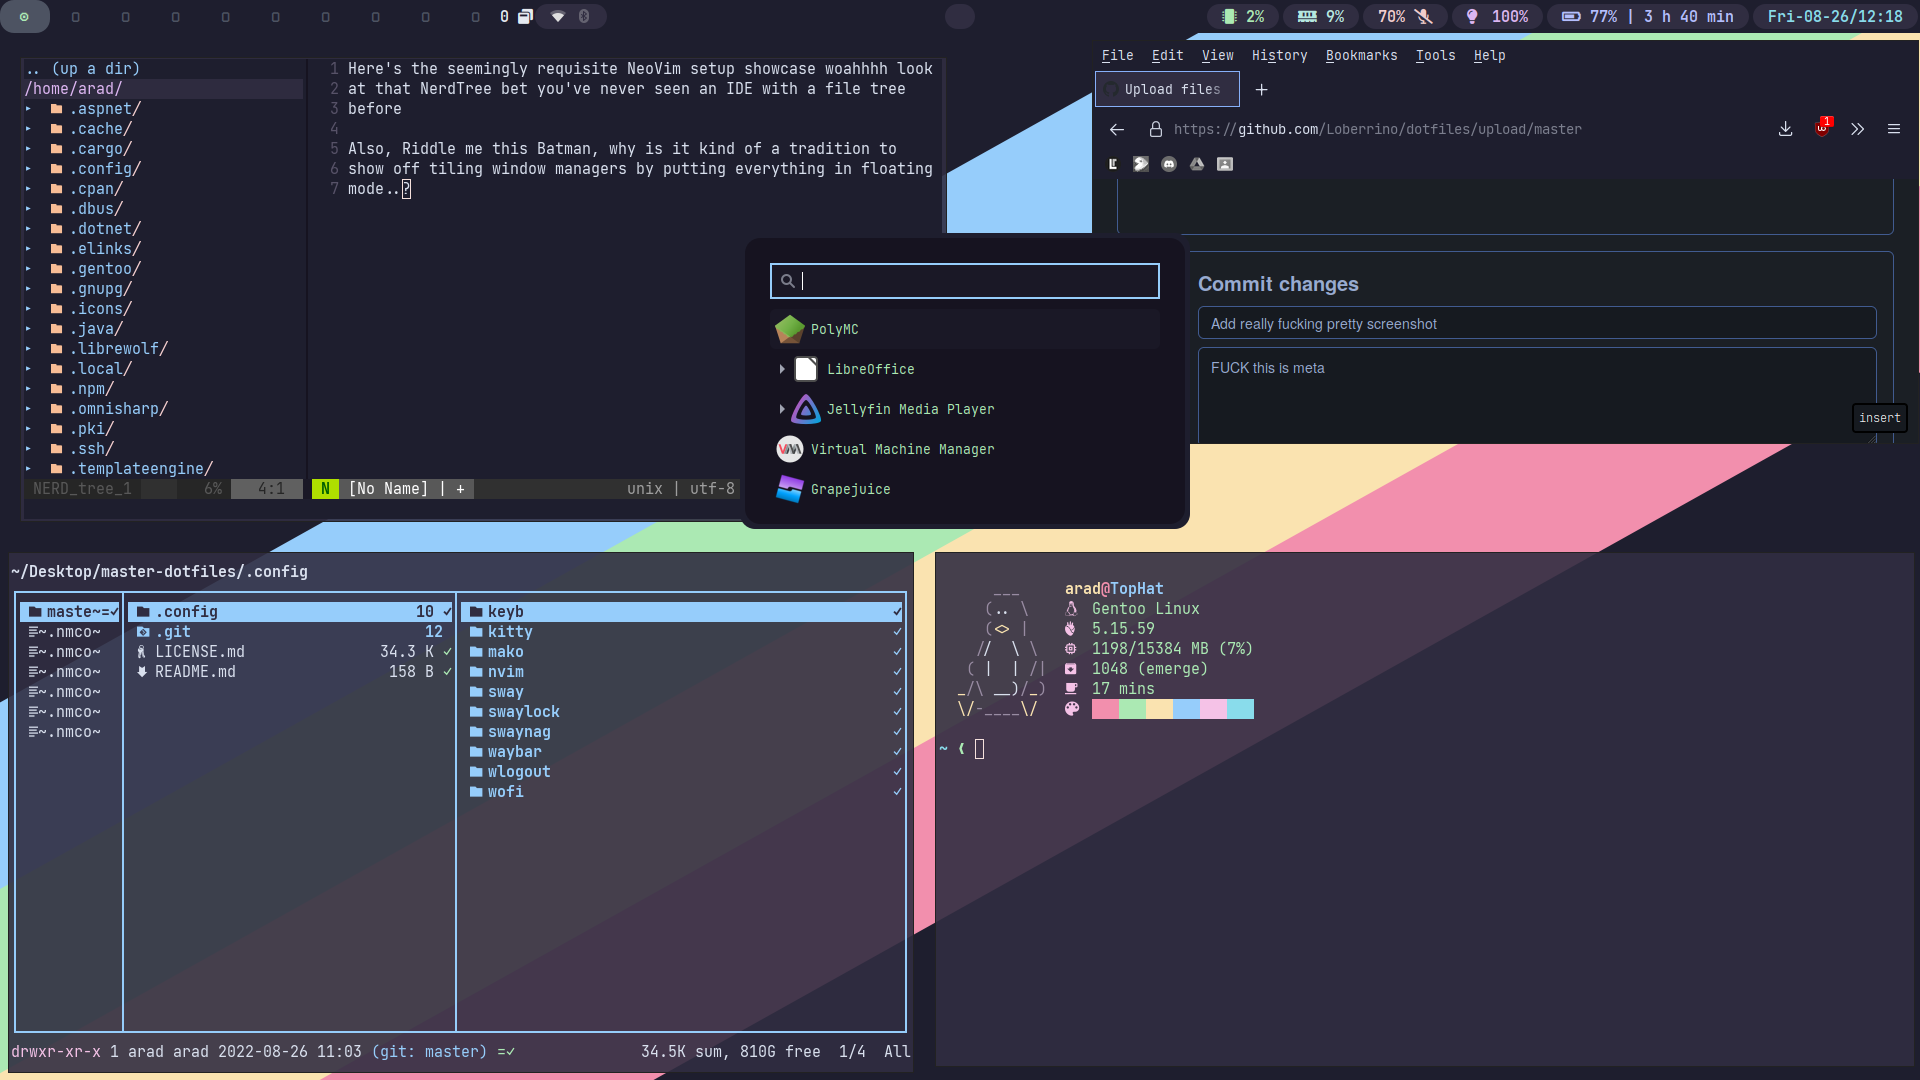 0
2%
9%
70%
100%
77% | 3 h 40 min
Fri-08-26/12:18
.. (up a dir)
/home/arad/
.aspnet/
.cache/
.cargo/
.config/
.cpan/
.dbus/
.dotnet/
.elinks/
.gentoo/
.gnupg/
.icons/
.java/
.librewolf/
.local/
.npm/
.omnisharp/
.pki/
.ssh/
.templateengine/
NERD_tree_1 6% 4:1
1 Here's the seemingly requisite NeoVim setup showcase woahhhh look
2 at that NerdTree bet you've never seen an IDE with a file tree
3 before
4
5 Also, Riddle me this Batman, why is it kind of a tradition to
6 show off tiling window managers by putting everything in floating
7 mode..?
N [No Name] | + unix | utf-8
File Edit View History Bookmarks Tools Help
Upload files
https://github.com/Loberrino/dotfiles/upload/master
1
Commit changes
Add really fucking pretty screenshot
FUCK this is meta
insert
PolyMC
LibreOffice
Jellyfin Media Player
Virtual Machine Manager
Grapejuice
~/Desktop/master-dotfiles/.config
maste~=✓
~.nmco~
~.nmco~
~.nmco~
~.nmco~
~.nmco~
~.nmco~
.config 10 ✓
.git 12
LICENSE.md 34.3 K ✓
README.md 158 B ✓
keyb ✓
kitty ✓
mako ✓
nvim ✓
sway ✓
swaylock ✓
swaynag ✓
waybar ✓
wlogout ✓
wofi ✓
drwxr-xr-x 1 arad arad 2022-08-26 11:03 (git: master) =✓ 34.5K sum, 810G free 1/4 All
arad@TopHat
Gentoo Linux
5.15.59
1198/15384 MB (7%)
1048 (emerge)
17 mins
~